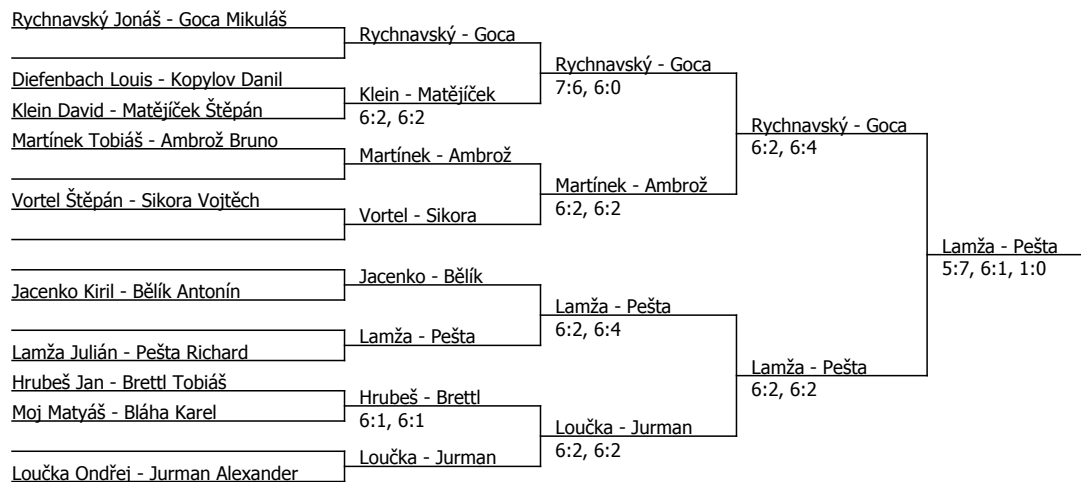 Rychnavský Jonáš - Goca Mikuláš
Diefenbach Louis - Kopylov Danil
Klein David - Matějíček Štěpán
Martínek Tobiáš - Ambrož Bruno
Vortel Štěpán - Sikora Vojtěch
Jacenko Kiril - Bělík Antonín
Lamža Julián - Pešta Richard
Hrubeš Jan - Brettl Tobiáš
Moj Matyáš - Bláha Karel
Loučka Ondřej - Jurman Alexander
Rychnavský - Goca
Klein - Matějíček
6:2, 6:2
Martínek - Ambrož
Vortel - Sikora
Jacenko - Bělík
Lamža - Pešta
Hrubeš - Brettl
6:1, 6:1
Loučka - Jurman
Rychnavský - Goca
7:6, 6:0
Martínek - Ambrož
6:2, 6:2
Lamža - Pešta
6:2, 6:4
Loučka - Jurman
6:2, 6:2
Rychnavský - Goca
6:2, 6:4
Lamža - Pešta
6:2, 6:2
Lamža - Pešta
5:7, 6:1, 1:0